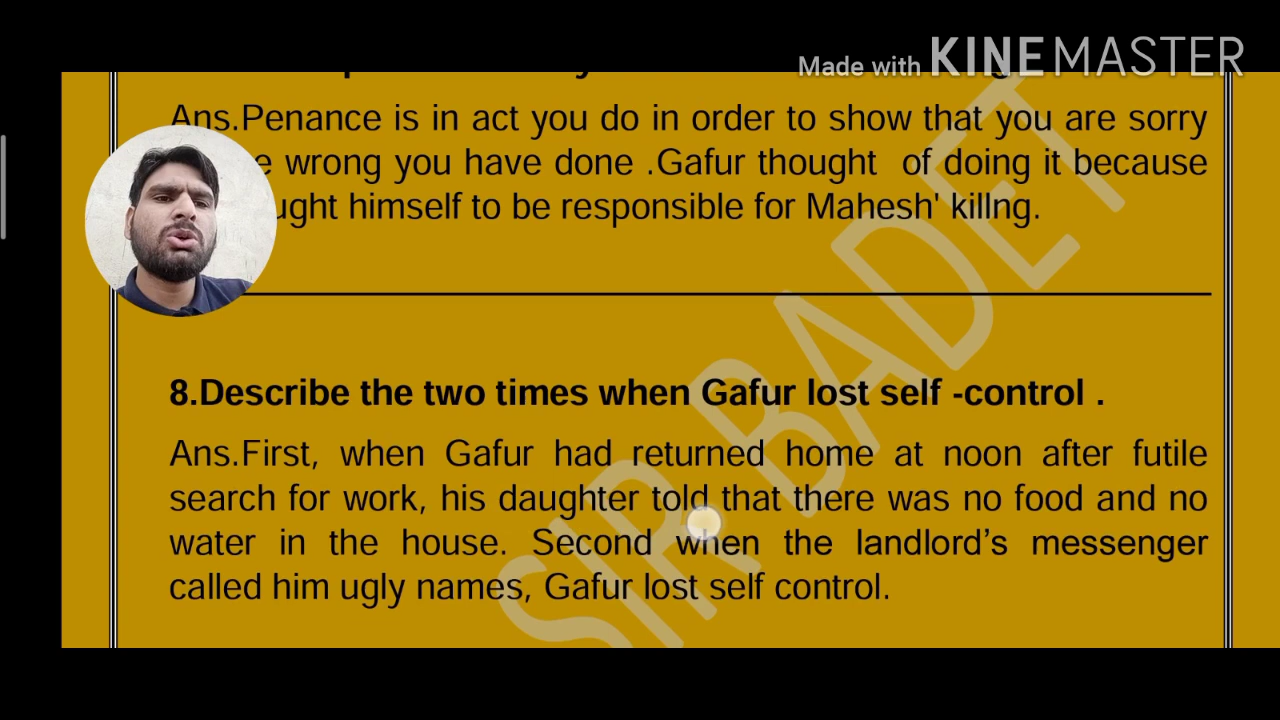 Made with KINEMASTER
Ans.Penance is in act you do in order to show that you are sorry
wrong you have done .Gafur thought of doing it because
himself to be responsible for Mahesh' killng.
8.Describe the two times when Gafur lost self -control .
Ans.First, when Gafur had returned home at noon after futile
search for work, his daughter told that there was no food and no
water in the house. Second when the landlord’s messenger
called him ugly names, Gafur lost self control.
SIR BADET